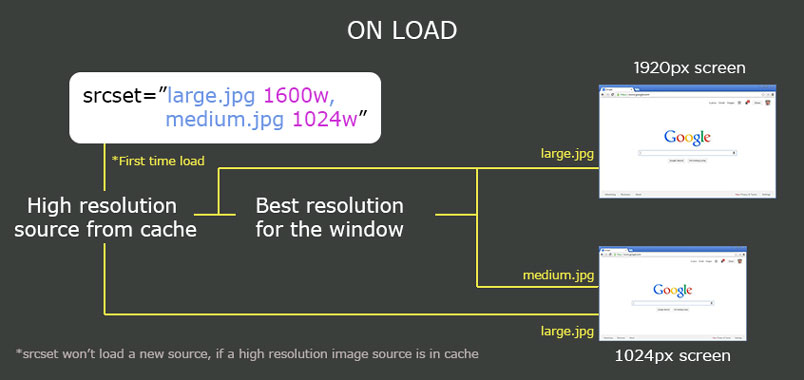 ON LOAD
1920px screen
srcset=”large.jpg 1600w,
medium.jpg 1024w”
*First time load
large.jpg
Google
High resolution
source from cache
Best resolution
for the window
medium.jpg
Google
large.jpg
*srcset won’t load a new source, if a high resolution image source is in cache
1024px screen